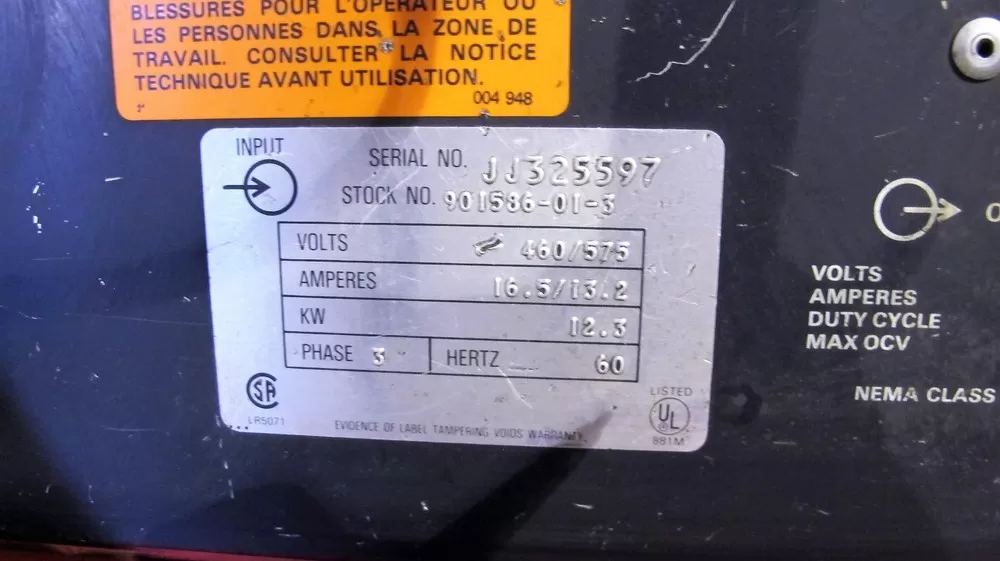 BLESSURES POUR L'OPÉRATEUR OU
LES PERSONNES DANS LA ZONE DE
TRAVAIL. CONSULTER LA NOTICE
TECHNIQUE AVANT UTILISATION.
004 948
INPUT
SERIAL NO. JJ325597
STOCK NO. 901586-01-3
VOLTS 460/575
AMPERES 16.5/13.2
KW 12.3
PHASE 3 HERTZ 60
SA
LR5071
EVIDENCE OF LABEL TAMPERING VOIDS WARRANTY.
LISTED
UL
881M
VOLTS
AMPERES
DUTY CYCLE
MAX OCV
NEMA CLASS